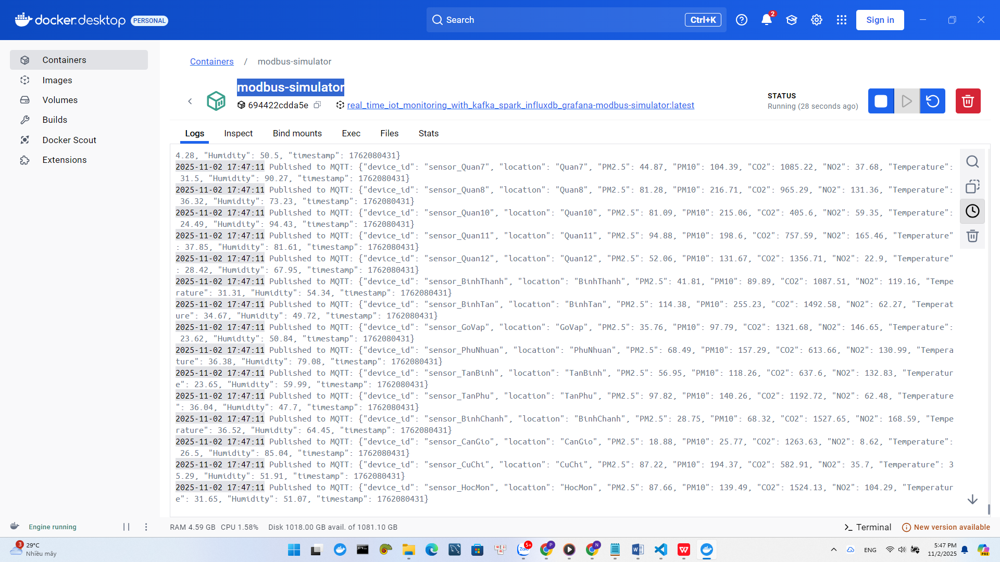 docker.desktop PERSONAL
Search
Ctrl+K
2
Sign in
Containers
Images
Volumes
Builds
Docker Scout
Extensions
Containers / modbus-simulator
modbus-simulator
694422cdda5e
real_time_iot_monitoring_with_kafka_spark_influxdb_grafana-modbus-simulator:latest
STATUS
Running (28 seconds ago)
Logs Inspect Bind mounts Exec Files Stats
4.28, "Humidity": 50.5, "timestamp": 1762080431}
2025-11-02 17:47:11 Published to MQTT: {"device_id": "sensor_Quan7", "location": "Quan7", "PM2.5": 44.87, "PM10": 104.39, "CO2": 1085.22, "NO2": 37.68, "Temperature":
31.5, "Humidity": 90.27, "timestamp": 1762080431}
2025-11-02 17:47:11 Published to MQTT: {"device_id": "sensor_Quan8", "location": "Quan8", "PM2.5": 81.28, "PM10": 216.71, "CO2": 965.29, "NO2": 131.36, "Temperature":
36.32, "Humidity": 73.23, "timestamp": 1762080431}
2025-11-02 17:47:11 Published to MQTT: {"device_id": "sensor_Quan10", "location": "Quan10", "PM2.5": 81.09, "PM10": 215.06, "CO2": 405.6, "NO2": 59.35, "Temperature":
24.49, "Humidity": 94.43, "timestamp": 1762080431}
2025-11-02 17:47:11 Published to MQTT: {"device_id": "sensor_Quan11", "location": "Quan11", "PM2.5": 94.88, "PM10": 198.6, "CO2": 757.59, "NO2": 165.46, "Temperature"
: 37.85, "Humidity": 81.61, "timestamp": 1762080431}
2025-11-02 17:47:11 Published to MQTT: {"device_id": "sensor_Quan12", "location": "Quan12", "PM2.5": 52.06, "PM10": 131.67, "CO2": 1356.71, "NO2": 22.9, "Temperature"
: 28.42, "Humidity": 67.95, "timestamp": 1762080431}
2025-11-02 17:47:11 Published to MQTT: {"device_id": "sensor_BinhThanh", "location": "BinhThanh", "PM2.5": 41.81, "PM10": 89.89, "CO2": 1087.51, "NO2": 119.16, "Tempe
rature": 31.31, "Humidity": 54.34, "timestamp": 1762080431}
2025-11-02 17:47:11 Published to MQTT: {"device_id": "sensor_BinhTan", "location": "BinhTan", "PM2.5": 114.38, "PM10": 255.23, "CO2": 1492.58, "NO2": 62.27, "Temperat
ure": 34.67, "Humidity": 49.72, "timestamp": 1762080431}
2025-11-02 17:47:11 Published to MQTT: {"device_id": "sensor_GoVap", "location": "GoVap", "PM2.5": 35.76, "PM10": 97.79, "CO2": 1321.68, "NO2": 146.65, "Temperature":
23.62, "Humidity": 50.84, "timestamp": 1762080431}
2025-11-02 17:47:11 Published to MQTT: {"device_id": "sensor_PhuNhuan", "location": "PhuNhuan", "PM2.5": 68.49, "PM10": 157.29, "CO2": 613.66, "NO2": 130.99, "Tempera
ture": 36.38, "Humidity": 79.08, "timestamp": 1762080431}
2025-11-02 17:47:11 Published to MQTT: {"device_id": "sensor_TanBinh", "location": "TanBinh", "PM2.5": 56.95, "PM10": 118.26, "CO2": 637.6, "NO2": 132.83, "Temperatur
e": 23.65, "Humidity": 59.99, "timestamp": 1762080431}
2025-11-02 17:47:11 Published to MQTT: {"device_id": "sensor_TanPhu", "location": "TanPhu", "PM2.5": 97.82, "PM10": 140.26, "CO2": 1192.72, "NO2": 62.48, "Temperature
": 36.04, "Humidity": 47.7, "timestamp": 1762080431}
2025-11-02 17:47:11 Published to MQTT: {"device_id": "sensor_BinhChanh", "location": "BinhChanh", "PM2.5": 28.75, "PM10": 68.32, "CO2": 1527.65, "NO2": 168.59, "Tempe
rature": 36.52, "Humidity": 64.45, "timestamp": 1762080431}
2025-11-02 17:47:11 Published to MQTT: {"device_id": "sensor_CanGio", "location": "CanGio", "PM2.5": 18.88, "PM10": 25.77, "CO2": 1263.63, "NO2": 8.62, "Temperature":
26.5, "Humidity": 85.04, "timestamp": 1762080431}
2025-11-02 17:47:11 Published to MQTT: {"device_id": "sensor_CuChi", "location": "CuChi", "PM2.5": 87.22, "PM10": 194.37, "CO2": 582.91, "NO2": 35.7, "Temperature": 3
5.29, "Humidity": 51.91, "timestamp": 1762080431}
2025-11-02 17:47:11 Published to MQTT: {"device_id": "sensor_HocMon", "location": "HocMon", "PM2.5": 87.66, "PM10": 139.49, "CO2": 1524.13, "NO2": 104.29, "Temperatur
e": 31.65, "Humidity": 51.07, "timestamp": 1762080431}
Engine running
RAM 4.59 GB CPU 1.58% Disk 1018.00 GB avail. of 1081.10 GB
Terminal
New version available
3
29°C
Nhiều mây
Zalo
5+
P
N
W
W
ENG
5:47 PM
11/2/2025
PRE